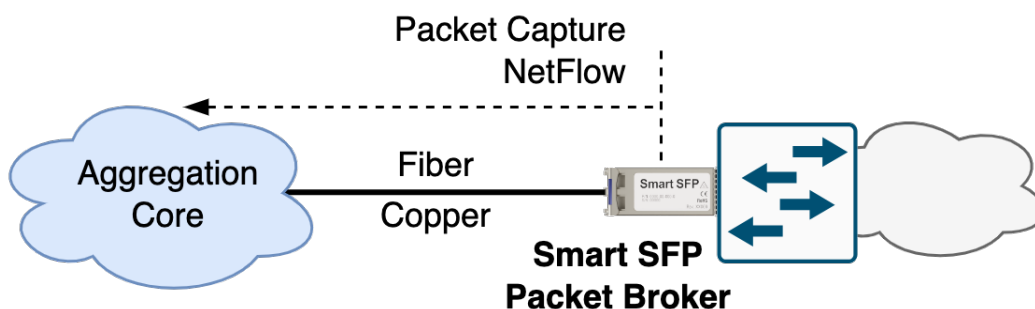 Packet Capture
NetFlow
Aggregation
Core
Fiber
Copper
Smart SFP
Smart SFP
Packet Broker